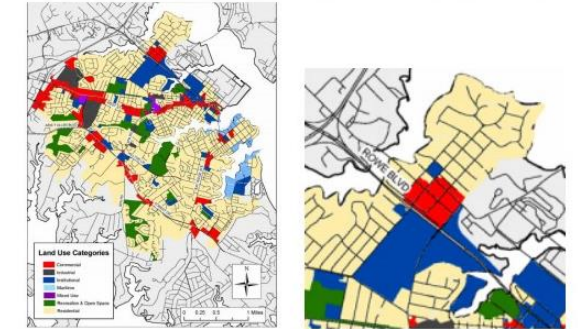 Land Use Categories
Commercial
Industrial
Institutional
Maritime
Mixed Use
Recreation & Open Space
Residential
N
0 0.25 0.5 1 Miles
ROWE BLVD